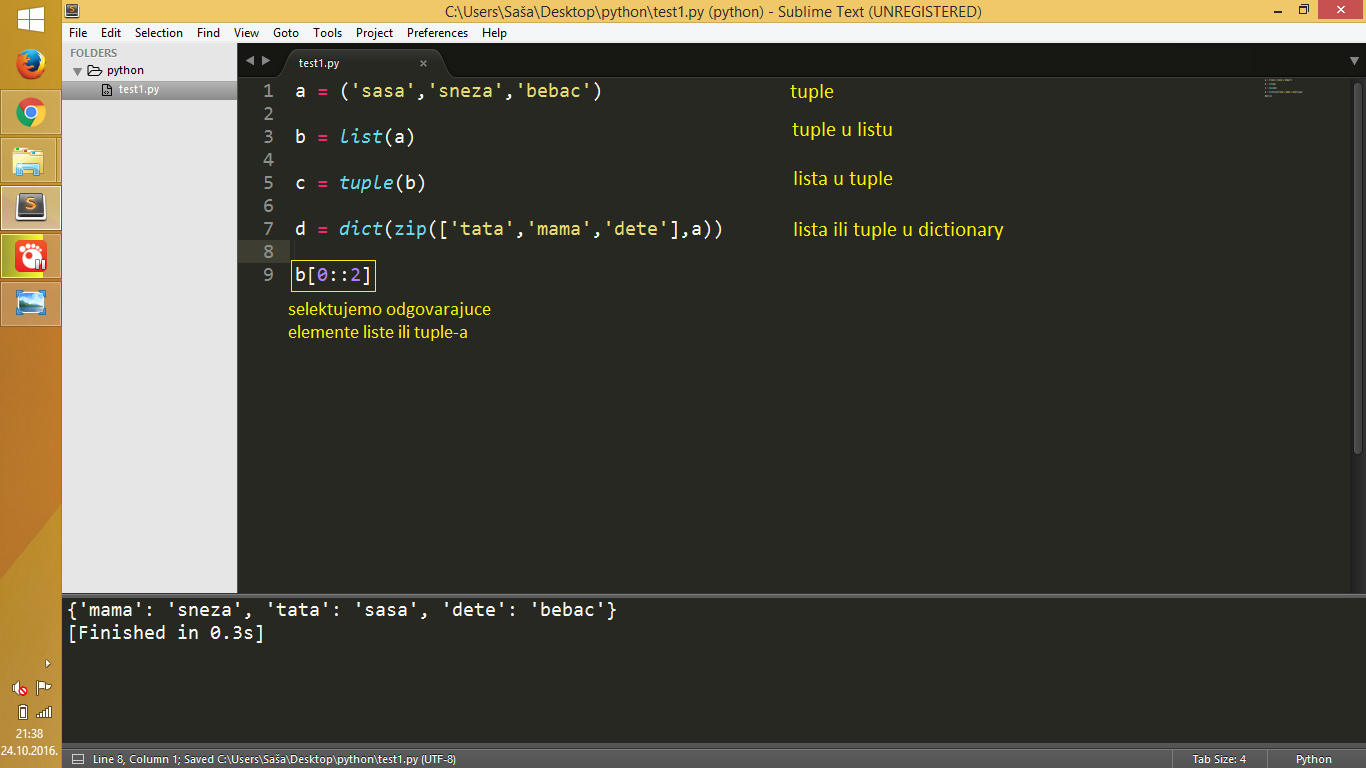 C:\Users\Saša\Desktop\python\test1.py (python) - Sublime Text (UNREGISTERED)
File Edit Selection Find View Goto Tools Project Preferences Help
FOLDERS
python
test1.py
test1.py
1 a = ('sasa','sneza','bebac') tuple
2
tuple u listu
3 b = list(a)
4
5 c = tuple(b) lista u tuple
6
7 d = dict(zip(['tata','mama','dete'],a)) lista ili tuple u dictionary
8
9 b[0::2]
selektujemo odgovarajuce
elemente liste ili tuple-a
{'mama': 'sneza', 'tata': 'sasa', 'dete': 'bebac'}
[Finished in 0.3s]
21:38
24.10.2016.
Line 8, Column 1; Saved C:\Users\Saša\Desktop\python\test1.py (UTF-8) Tab Size: 4 Python